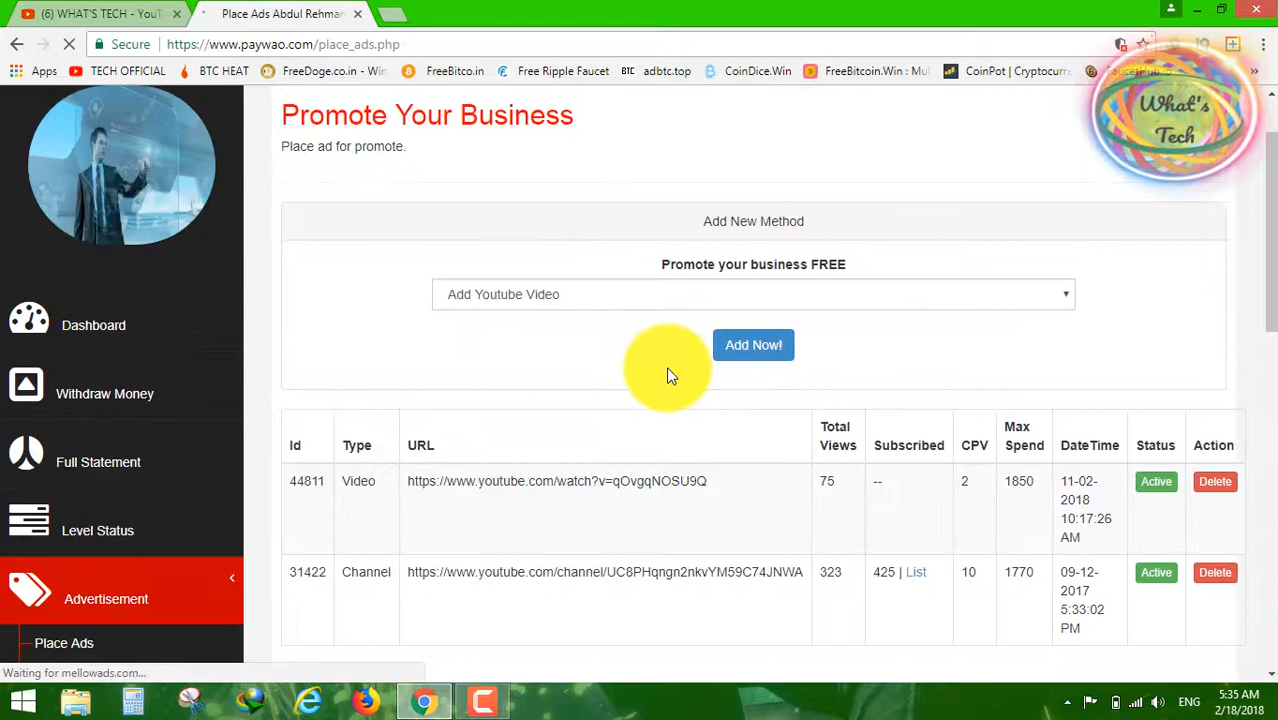 (6) WHAT'S TECH - YouT
Place Ads Abdul Rehman
Secure
https://www.paywao.com/place_ads.php
Apps
TECH OFFICIAL
BTC HEAT
FreeDoge.co.in - Win
Freebitco.in
Free Ripple Faucet
BTC adbtc.top
CoinDice.Win
FreeBitcoin.Win : Mul
CoinPot | Cryptocurre
»
What's
Tech
Promote Your Business
Place ad for promote.
Add New Method
Promote your business FREE
Add Youtube Video
Add Now!
Dashboard
Withdraw Money
Full Statement
Level Status
Advertisement
Place Ads
Id Type URL Total Views Subscribed CPV Max Spend DateTime Status Action
44811 Video https://www.youtube.com/watch?v=qOvgqNOSU9Q 75 -- 2 1850 11-02-2018 10:17:26 AM Active Delete
31422 Channel https://www.youtube.com/channel/UC8PHqngn2nkvYM59C74JNWA 323 425 | List 10 1770 09-12-2017 5:33:02 PM Active Delete
Waiting for mellowads.com...
ENG
5:35 AM
2/18/2018